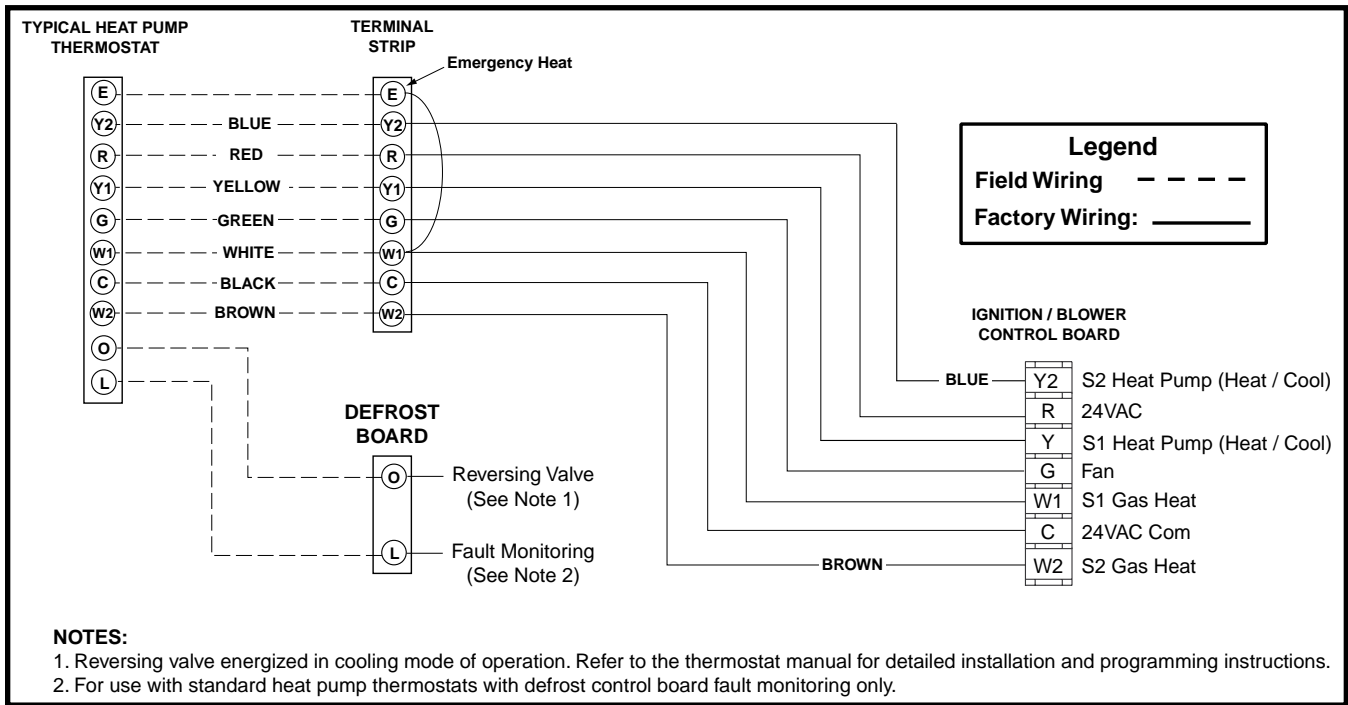 TYPICAL HEAT PUMP
THERMOSTAT
TERMINAL
STRIP
Emergency Heat
E
E
Y2
BLUE
Y2
R
RED
R
Y1
YELLOW
Y1
G
GREEN
G
W1
WHITE
W1
C
BLACK
C
W2
BROWN
W2
O
L
Legend
Field Wiring
Factory Wiring:
IGNITION / BLOWER
CONTROL BOARD
BLUE
Y2 S2 Heat Pump (Heat / Cool)
R 24VAC
Y S1 Heat Pump (Heat / Cool)
G Fan
W1 S1 Gas Heat
C 24VAC Com
BROWN
W2 S2 Gas Heat
DEFROST
BOARD
O
Reversing Valve
(See Note 1)
L
Fault Monitoring
(See Note 2)
NOTES:
1. Reversing valve energized in cooling mode of operation. Refer to the thermostat manual for detailed installation and programming instructions.
2. For use with standard heat pump thermostats with defrost control board fault monitoring only.